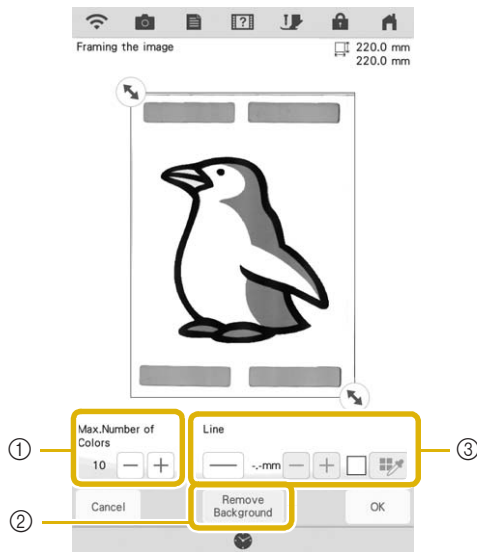 Framing the image
220.0 mm
220.0 mm
Max.Number of
Colors
10 − +
Line
-.-mm − +
①
③
②
Cancel
Remove
Background
OK